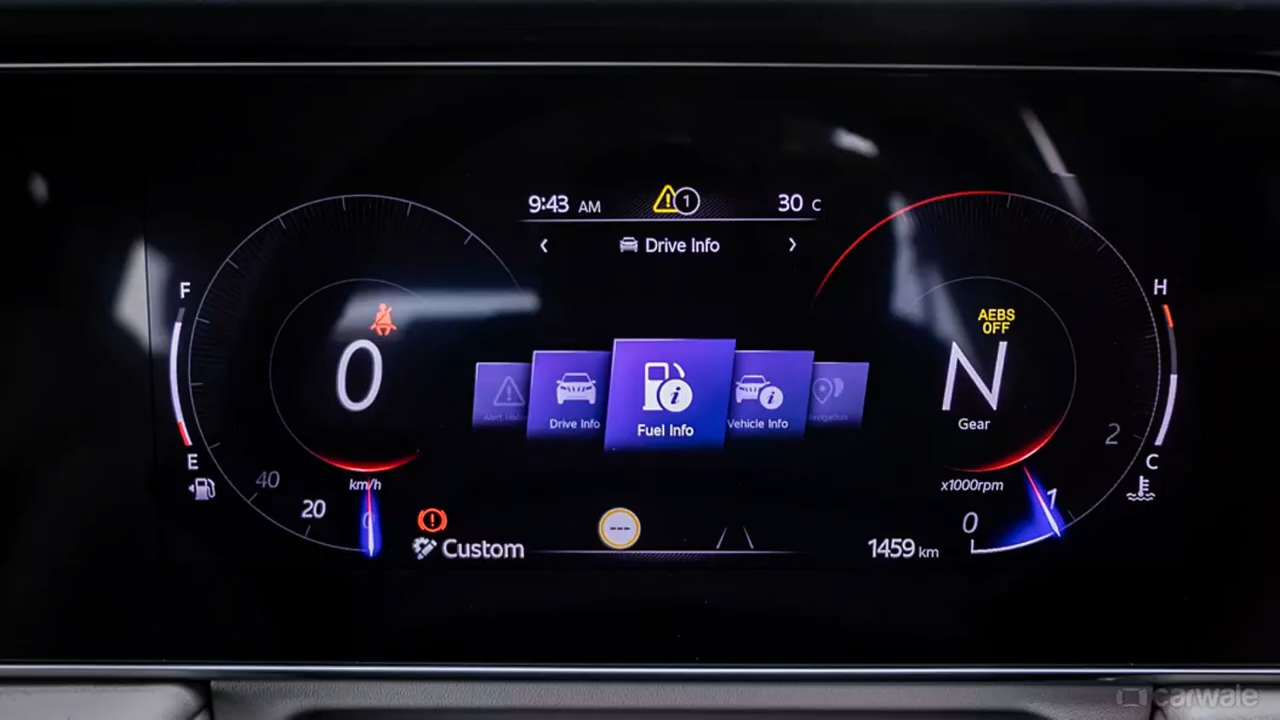 9:43 AM
1
30 C
Drive Info
F
H
AEBS
OFF
0
N
Drive Info
Fuel Info
Vehicle Info
Navigation
Gear
2
E
C
40
km/h
x1000rpm
1
20
0
0
!
---
Custom
1459 km
carwale